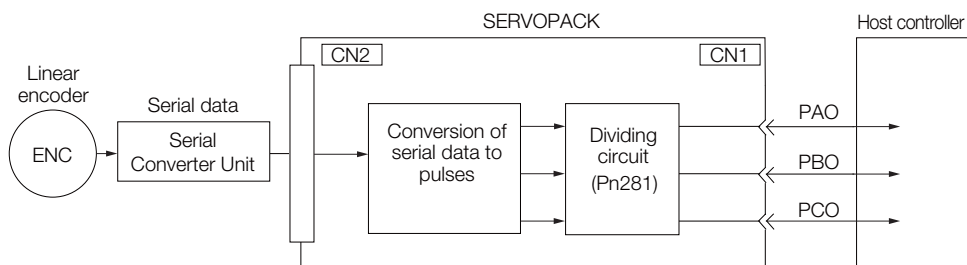 SERVOPACK
Host controller
CN2
CN1
Linear
encoder
ENC
Serial data
Serial
Converter Unit
Conversion of
serial data to
pulses
Dividing
circuit
(Pn281)
PAO
PBO
PCO